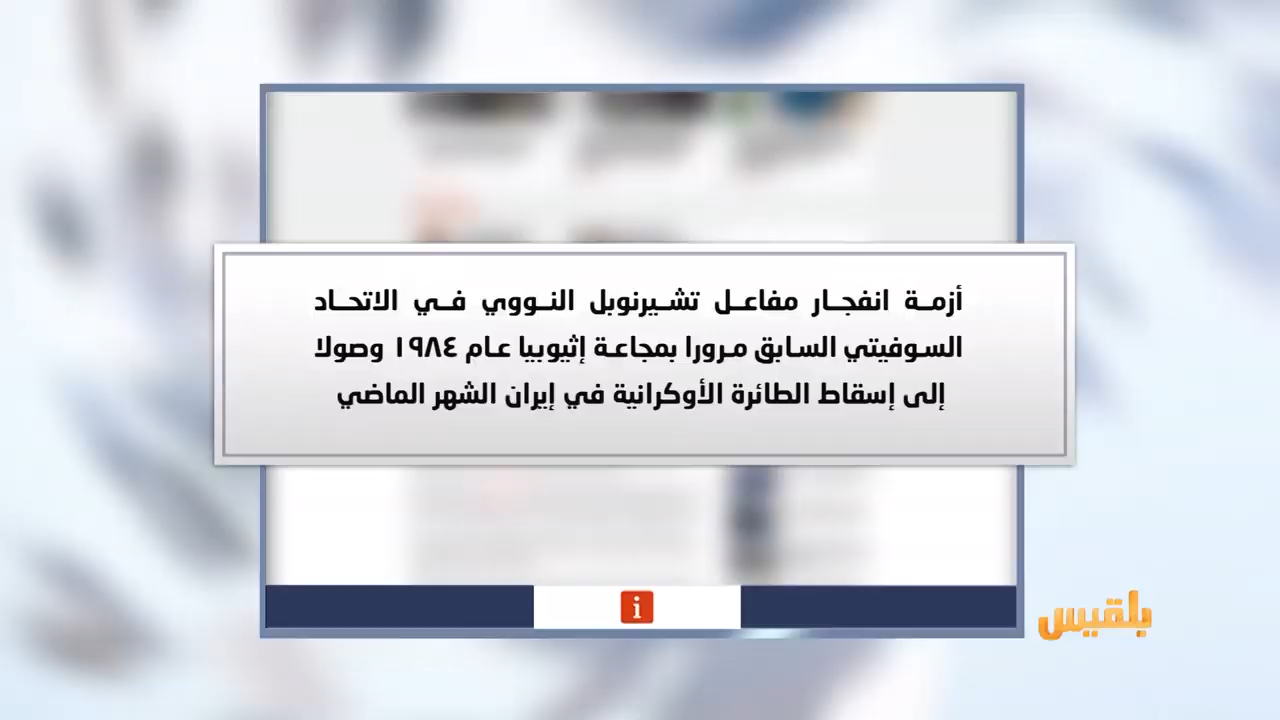 أزمة انفجار مفاعل تشيرنوبل النووي في الاتحاد
السوفيتي السابق مرورا بمجاعة إثيوبيا عام ١٩٨٤ وصولا
إلى إسقاط الطائرة الأوكرانية في إيران الشهر الماضي
i
بلقيس